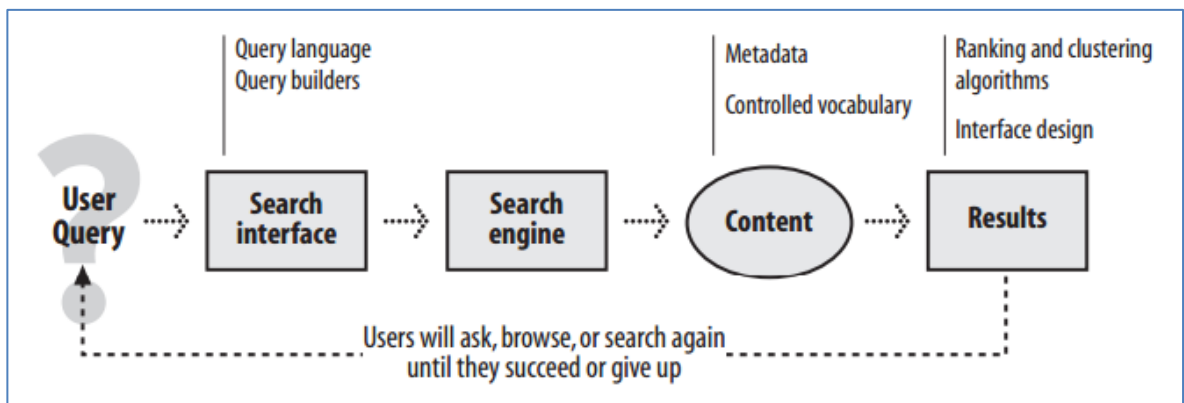 Query language
Query builders
Metadata
Controlled vocabulary
Ranking and clustering
algorithms
Interface design
?
User
Query
Search
interface
Search
engine
Content
Results
Users will ask, browse, or search again
until they succeed or give up